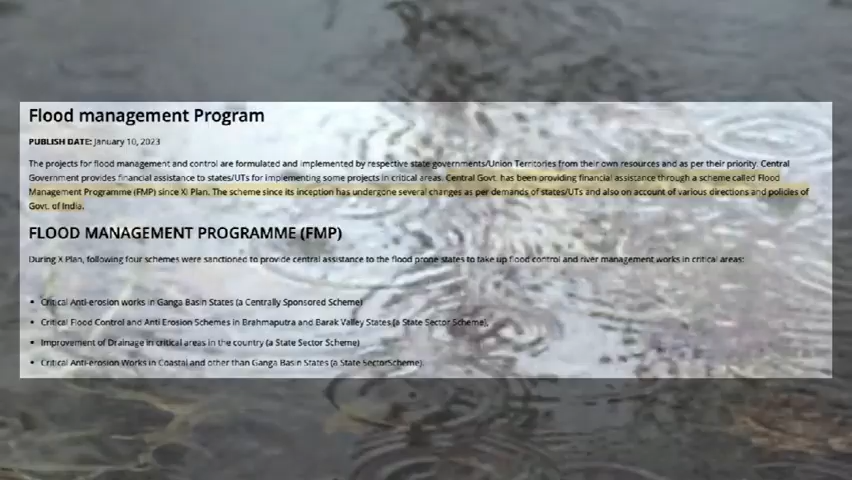 Flood management Program
PUBLISH DATE: January 10, 2023
The projects for flood management and control are formulated and implemented by respective state governments/Union Territories from their own resources and as per their priority. Central
Government provides financial assistance to states/UTs for implementing some projects in critical areas. Central Govt. has been providing financial assistance through a scheme called Flood
Management Programme (FMP) since XI Plan. The scheme since its inception has undergone several changes as per demands of states/UTs and also on account of various directions and policies of
Govt. of India.
FLOOD MANAGEMENT PROGRAMME (FMP)
During X Plan, following four schemes were sanctioned to provide central assistance to the flood prone states to take up flood control and river management works in critical areas:
• Critical Anti-erosion works in Ganga Basin States (a Centrally Sponsored Scheme)
• Critical Flood Control and Anti Erosion Schemes in Brahmaputra and Barak Valley States (a State Sector Scheme),
• Improvement of Drainage in critical areas in the country (a State Sector Scheme)
• Critical Anti-erosion Works in Coastal and other than Ganga Basin States (a State SectorScheme).